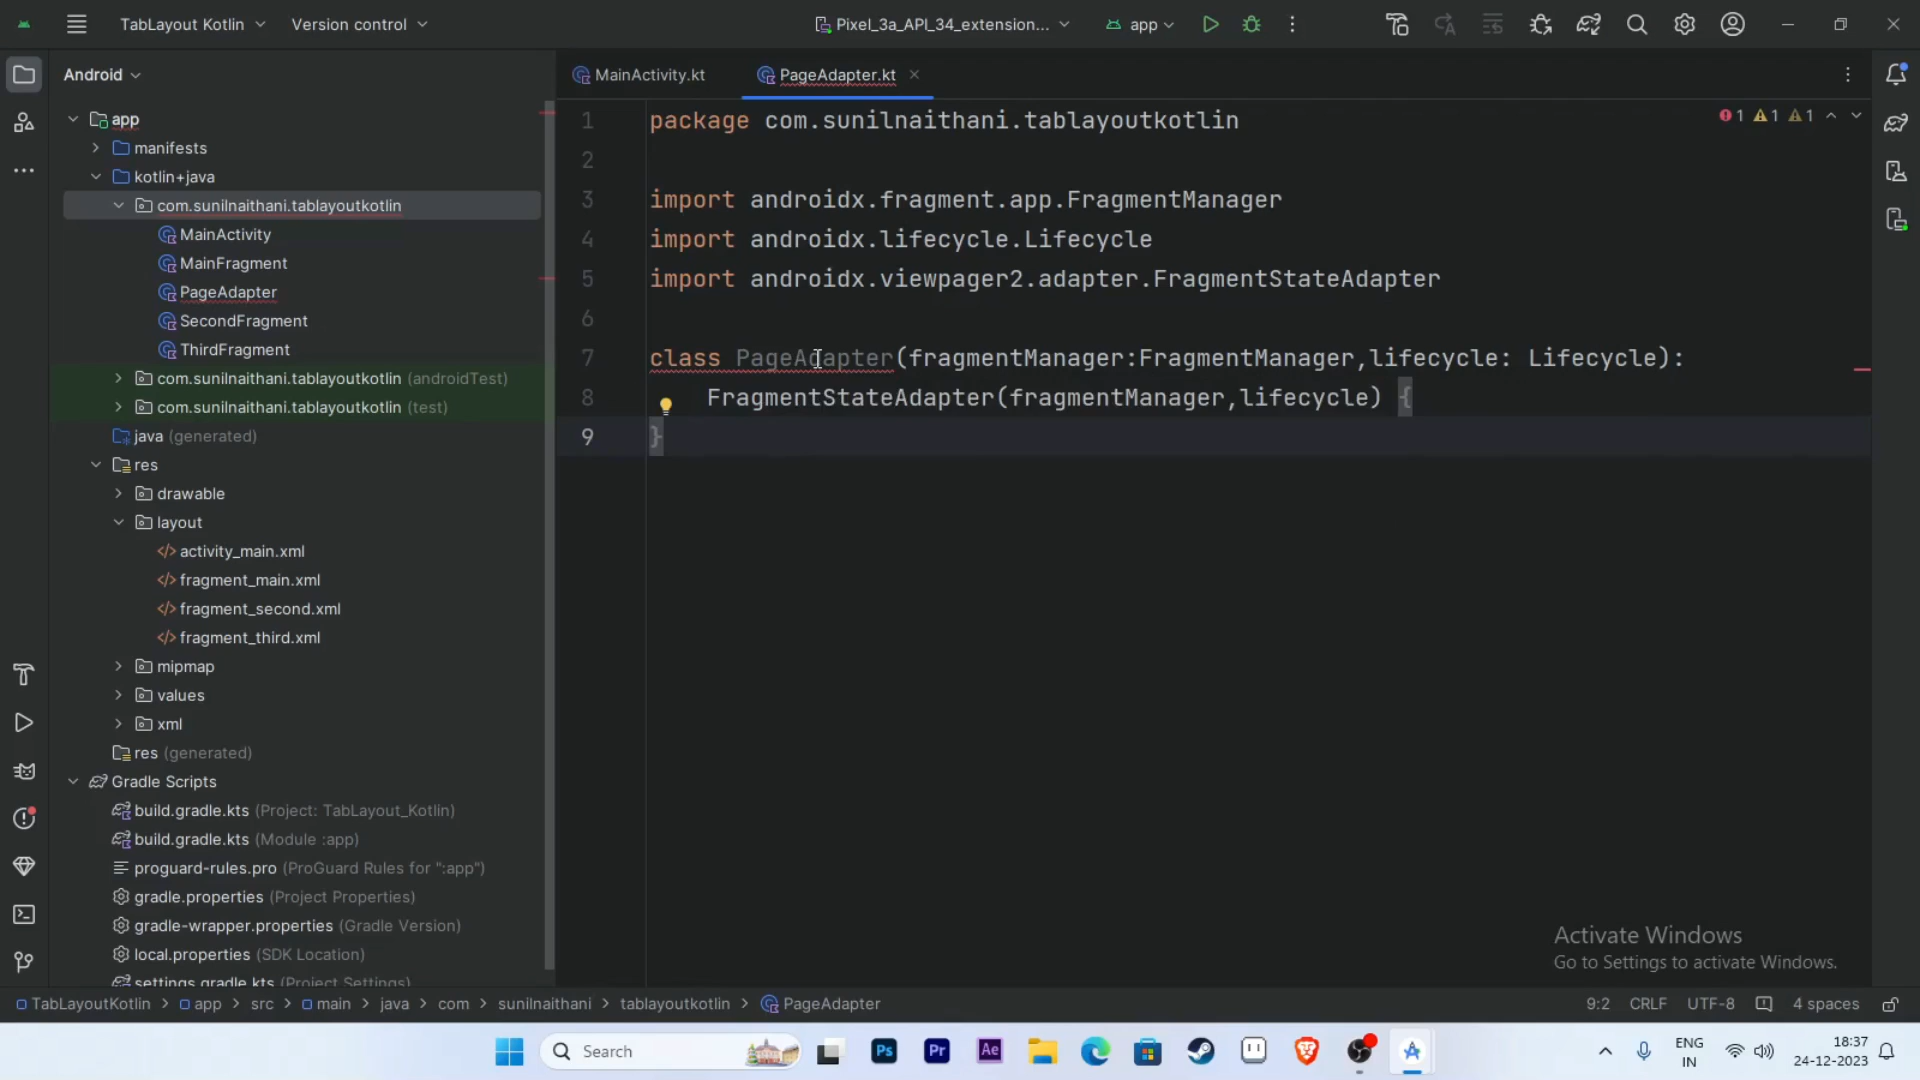 TabLayout Kotlin
Version control
Pixel_3a_API_34_extension...
app
Android
MainActivity.kt
PageAdapter.kt
app
manifests
kotlin+java
com.sunilnaithani.tablayoutkotlin
MainActivity
MainFragment
PageAdapter
SecondFragment
ThirdFragment
com.sunilnaithani.tablayoutkotlin (androidTest)
com.sunilnaithani.tablayoutkotlin (test)
java (generated)
res
drawable
layout
activity_main.xml
fragment_main.xml
fragment_second.xml
fragment_third.xml
mipmap
values
xml
res (generated)
Gradle Scripts
build.gradle.kts (Project: TabLayout_Kotlin)
build.gradle.kts (Module :app)
proguard-rules.pro (ProGuard Rules for ":app")
gradle.properties (Project Properties)
gradle-wrapper.properties (Gradle Version)
local.properties (SDK Location)
settings.gradle.kts (Project Settings)
1 package com.sunilnaithani.tablayoutkotlin
1 1 1
2
3 import androidx.fragment.app.FragmentManager
4 import androidx.lifecycle.Lifecycle
5 import androidx.viewpager2.adapter.FragmentStateAdapter
6
7 class PageAdapter(fragmentManager:FragmentManager,lifecycle: Lifecycle):
8 FragmentStateAdapter(fragmentManager,lifecycle) {
9 }
Activate Windows
Go to Settings to activate Windows.
TabLayoutKotlin > app > src > main > java > com > sunilnaithani > tablayoutkotlin > PageAdapter
9:2 CRLF UTF-8 4 spaces
Search
Ps
Pr
Ae
ENG
IN
18:37
24-12-2023